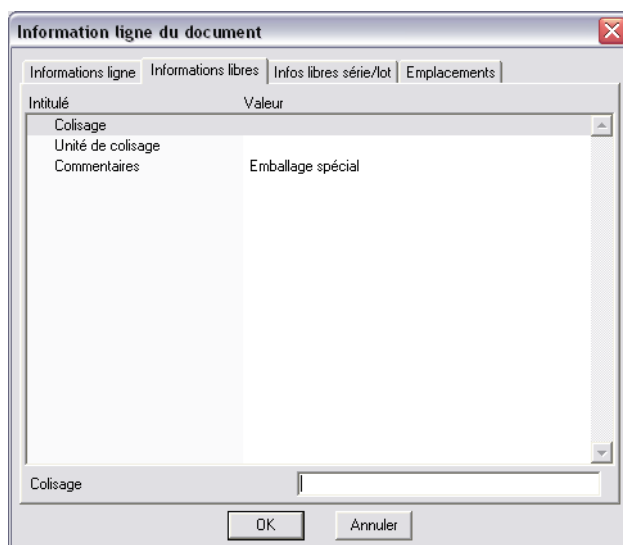 Information ligne du document
Informations ligne Informations libres Infos libres série/lot Emplacements
Intitulé Valeur
Colisage
Unité de colisage
Commentaires Emballage spécial
Colisage
OK Annuler